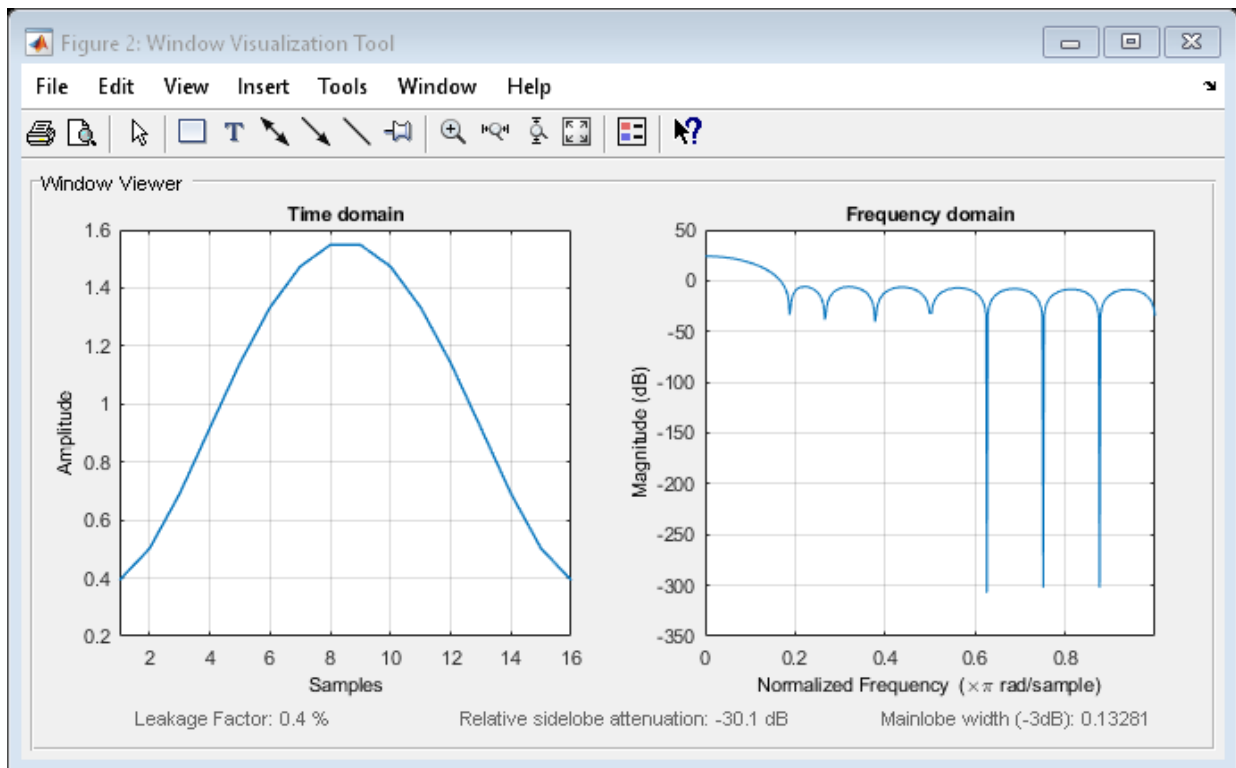 Figure 2: Window Visualization Tool
File Edit View Insert Tools Window Help
T
Window Viewer
Time domain
1.6
1.4
1.2
1
0.8
0.6
0.4
0.2
Amplitude
2 4 6 8 10 12 14 16
Samples
Frequency domain
50
0
-50
-100
-150
-200
-250
-300
-350
Magnitude (dB)
0 0.2 0.4 0.6 0.8
Normalized Frequency (×π rad/sample)
Leakage Factor: 0.4 % Relative sidelobe attenuation: -30.1 dB Mainlobe width (-3dB): 0.13281